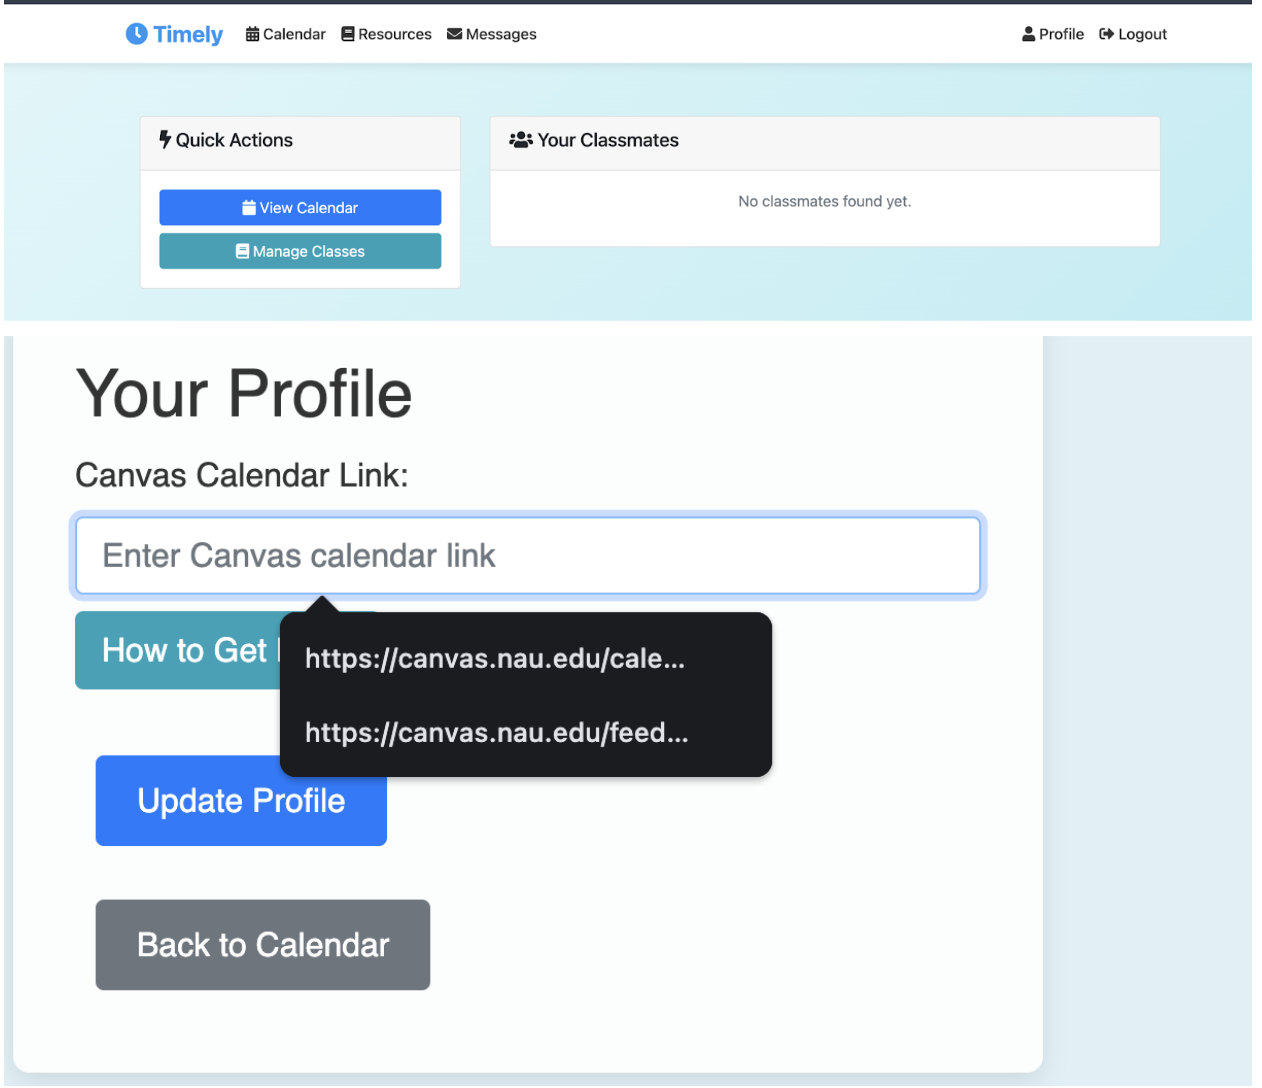 Timely Calendar Resources Messages Profile Logout
Quick Actions
View Calendar
Manage Classes
Your Classmates
No classmates found yet.
Your Profile
Canvas Calendar Link:
Enter Canvas calendar link
How to Get
https://canvas.nau.edu/cale...
https://canvas.nau.edu/feed...
Update Profile
Back to Calendar